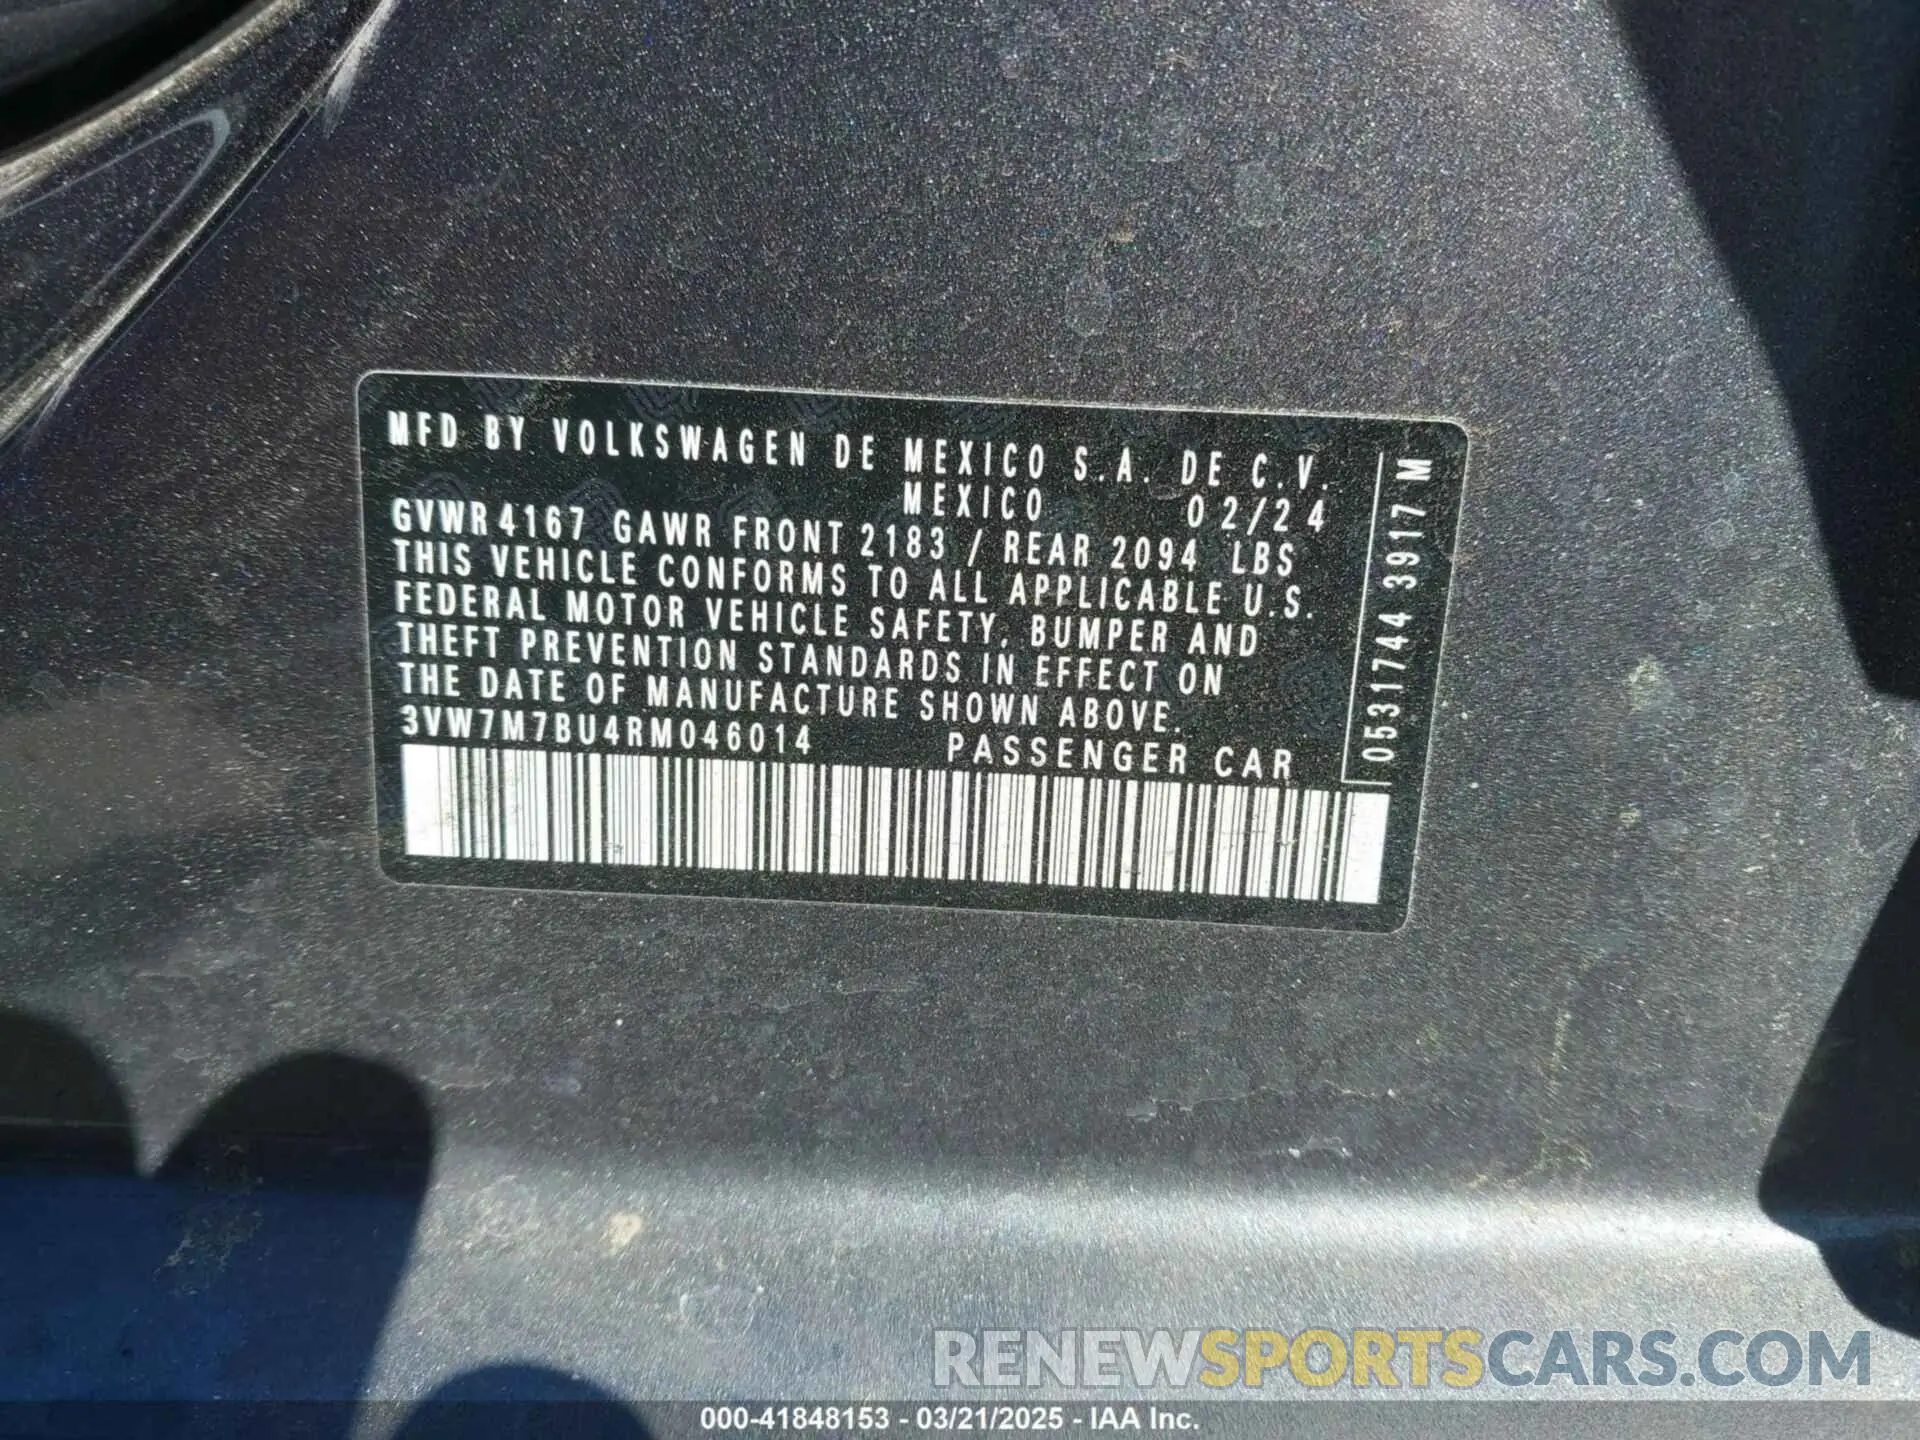 MFD BY VOLKSWAGEN DE MEXICO S.A. DE C.V.
MEXICO 02/24
GVWR 4167 GAWR FRONT 2183 / REAR 2094 LBS
THIS VEHICLE CONFORMS TO ALL APPLICABLE U.S.
FEDERAL MOTOR VEHICLE SAFETY, BUMPER AND
THEFT PREVENTION STANDARDS IN EFFECT ON
THE DATE OF MANUFACTURE SHOWN ABOVE.
3VW7M7BU4RM046014 PASSENGER CAR
0531744 3917 M
RENEWSPORTSCARS.COM
000-41848153 - 03/21/2025 - IAA Inc.